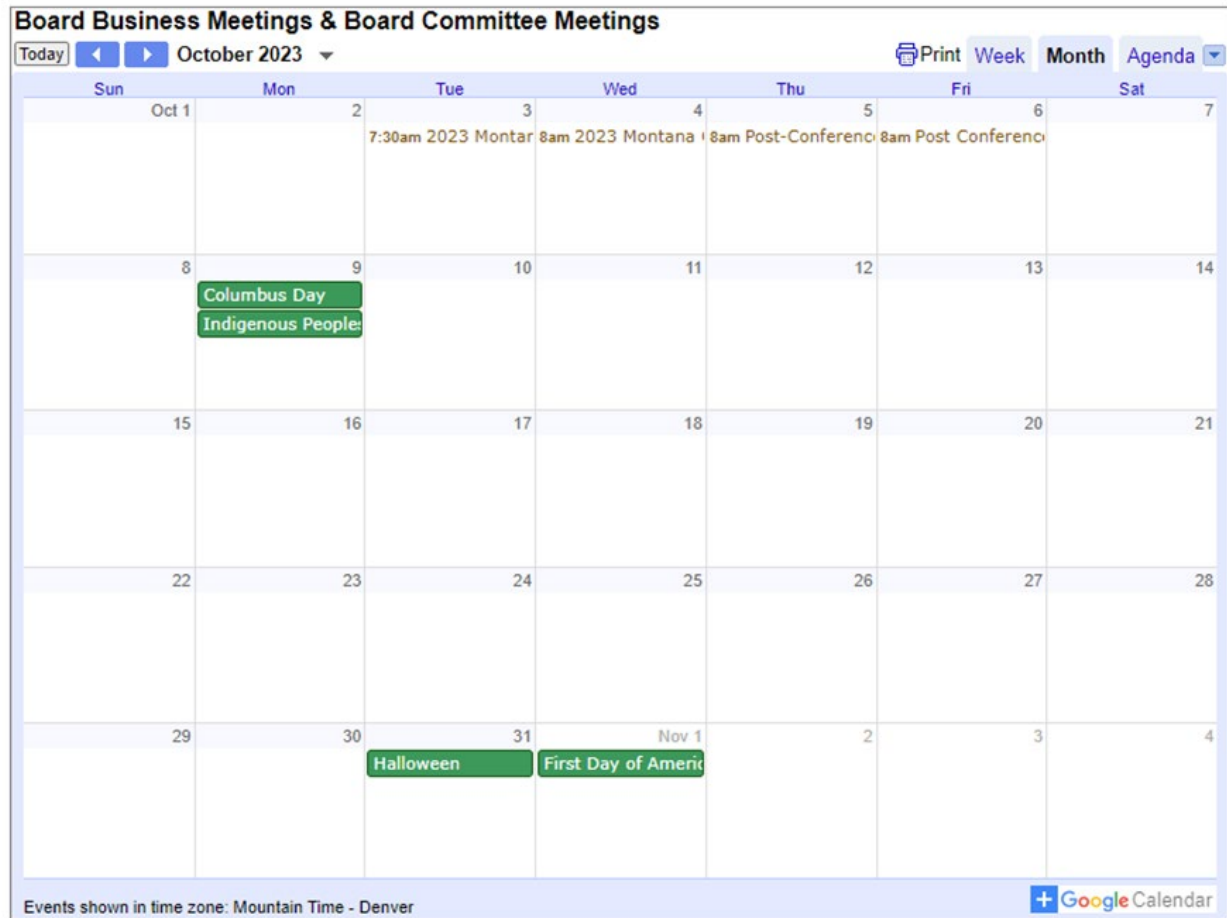 Board Business Meetings & Board Committee Meetings
Today October 2023 Print Week Month Agenda
Sun Mon Tue Wed Thu Fri Sat
Oct 1 2 3 4 5 6 7
7:30am 2023 Montar 8am 2023 Montana 8am Post-Conferenc 8am Post Conference
8 9 10 11 12 13 14
Columbus Day
Indigenous Peoples
15 16 17 18 19 20 21
22 23 24 25 26 27 28
29 30 31 Nov 1 2 3 4
Halloween First Day of Americ
Events shown in time zone: Mountain Time - Denver
Google Calendar